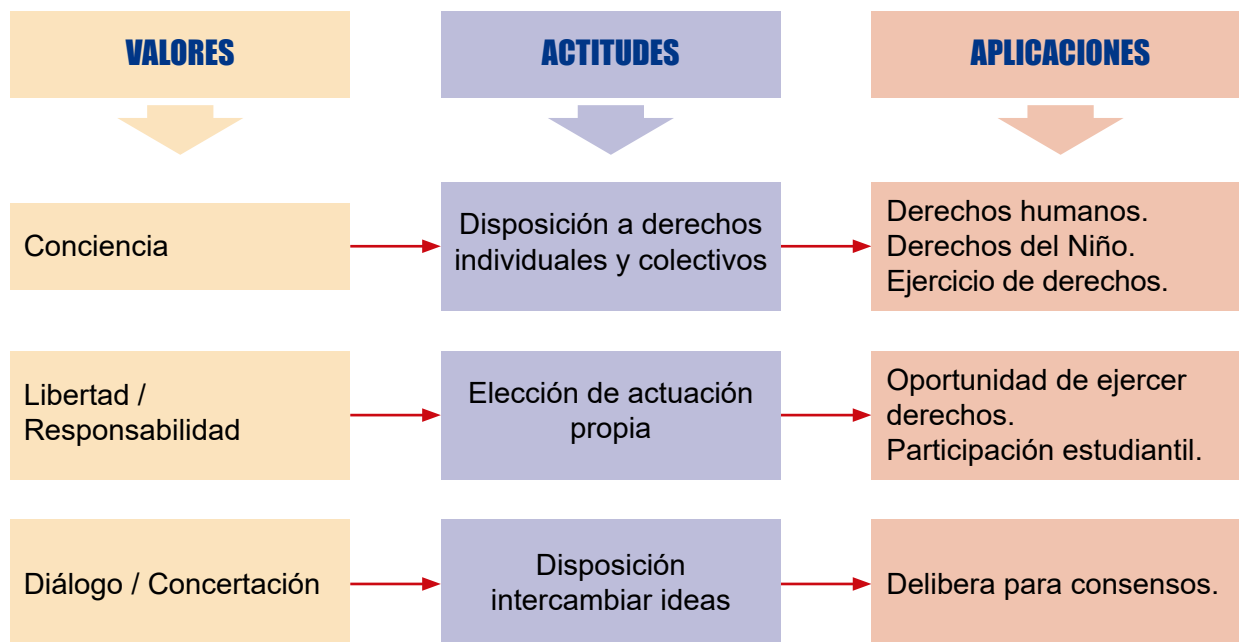 VALORES
ACTITUDES
APLICACIONES
Conciencia
Disposición a derechos
individuales y colectivos
Derechos humanos.
Derechos del Niño.
Ejercicio de derechos.
Libertad /
Responsabilidad
Elección de actuación
propia
Oportunidad de ejercer
derechos.
Participación estudiantil.
Diálogo / Concertación
Disposición
intercambiar ideas
Delibera para consensos.